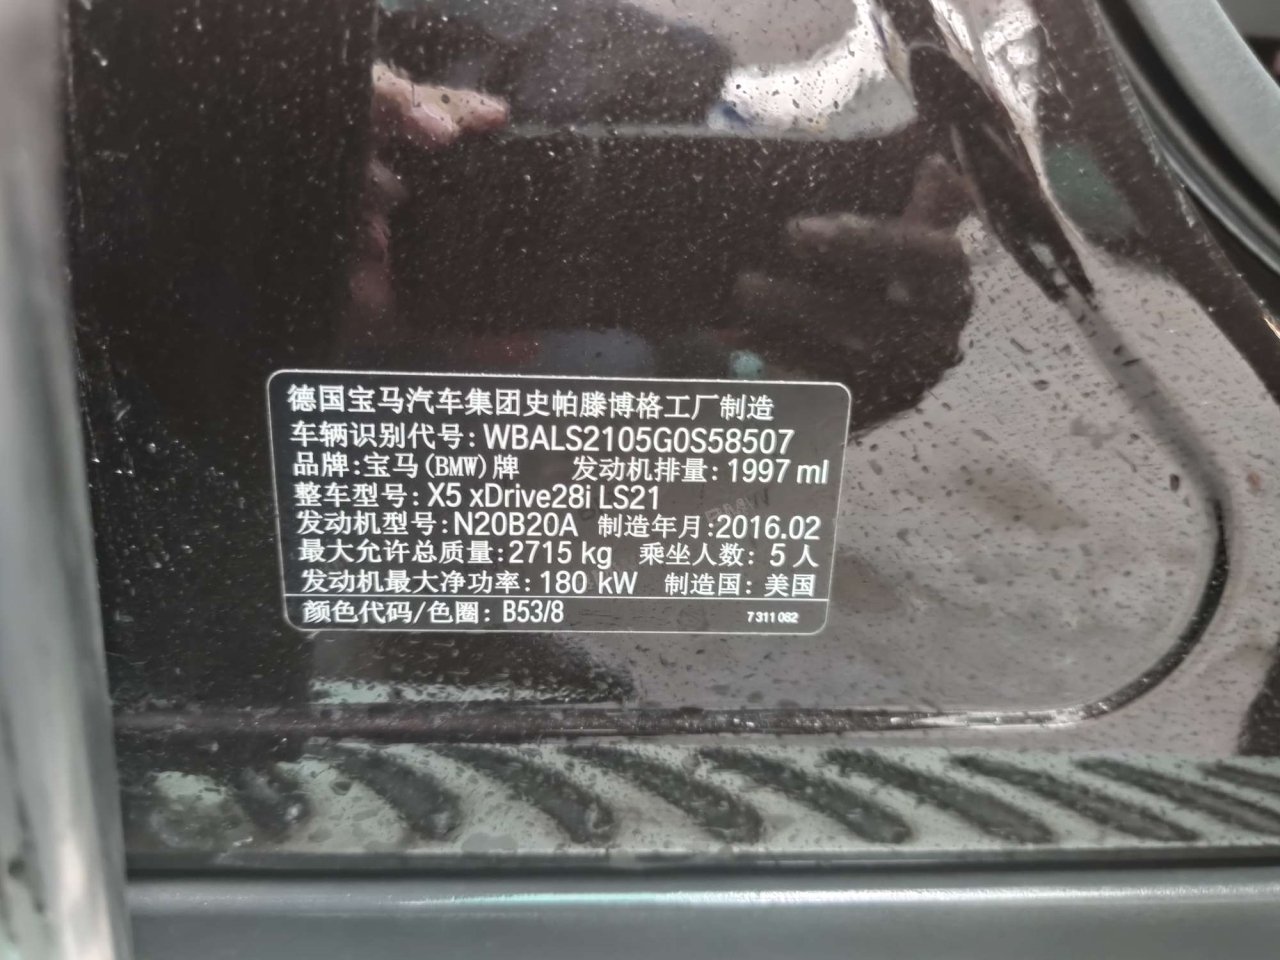 德国宝马汽车集团史帕滕博格工厂制造
车辆识别代号: WBALS2105G0S58507
品牌: 宝马(BMW)牌 发动机排量: 1997 ml
整车型号: X5 xDrive28i LS21
发动机型号: N20B20A 制造年月: 2016.02
最大允许总质量: 2715 kg 乘坐人数: 5 人
发动机最大净功率: 180 kW 制造国: 美国
颜色代码/色圈: B53/8 7311082